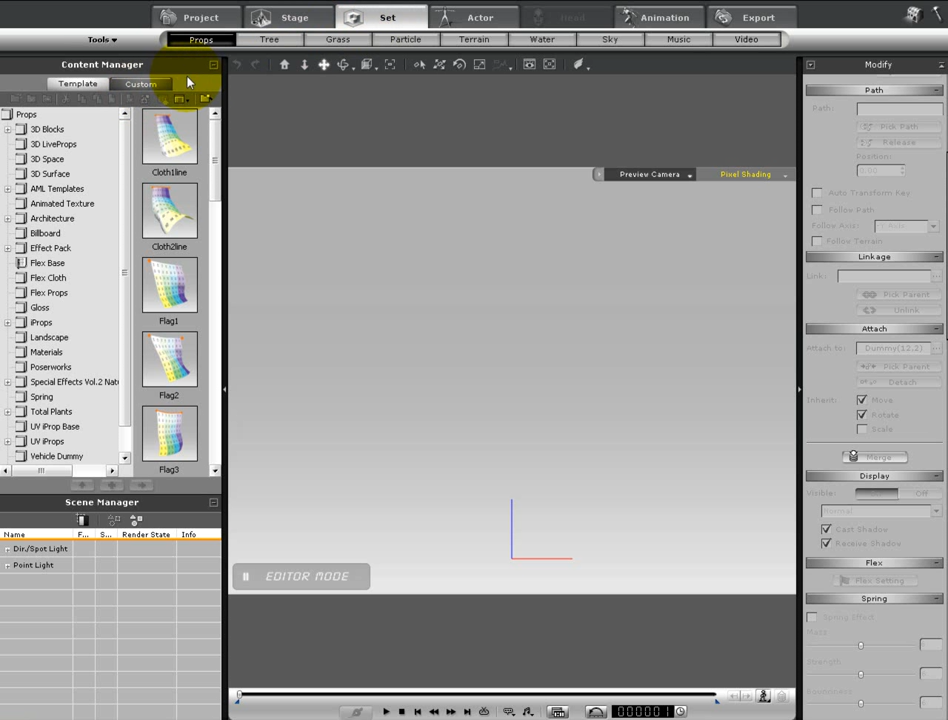 Project
Stage
Set
Actor
Head
Animation
Export
Tools
Props
Tree
Grass
Particle
Terrain
Water
Sky
Music
Video
Content Manager
Template
Custom
Props
3D Blocks
3D LiveProps
3D Space
3D Surface
AML Templates
Animated Texture
Architecture
Billboard
Effect Pack
Flex Base
Flex Cloth
Flex Props
Gloss
iProps
Landscape
Materials
Poserworks
Special Effects Vol.2 Natu
Spring
Total Plants
UV iProp Base
UV iProps
Vehicle Dummy
Cloth1line
Cloth2line
Flag1
Flag2
Flag3
Scene Manager
Name
F...
S...
Render State
Info
Dir./Spot Light
Point Light
Preview Camera
Pixel Shading
EDITOR MODE
000001
Modify
Path
Path:
Pick Path
Release
Position:
0.00
Auto Transform Key
Follow Path
Follow Axis:
X Axis
Follow Terrain
Linkage
Link:
Pick Parent
Unlink
Attach
Attach to:
Dummy(12,2)
Pick Parent
Detach
Inherit:
Move
Rotate
Scale
Merge
Display
Visible:
Off
Normal
Cast Shadow
Receive Shadow
Flex
Flex Setting
Spring
Spring Effect
Mass
Strength
Bounciness